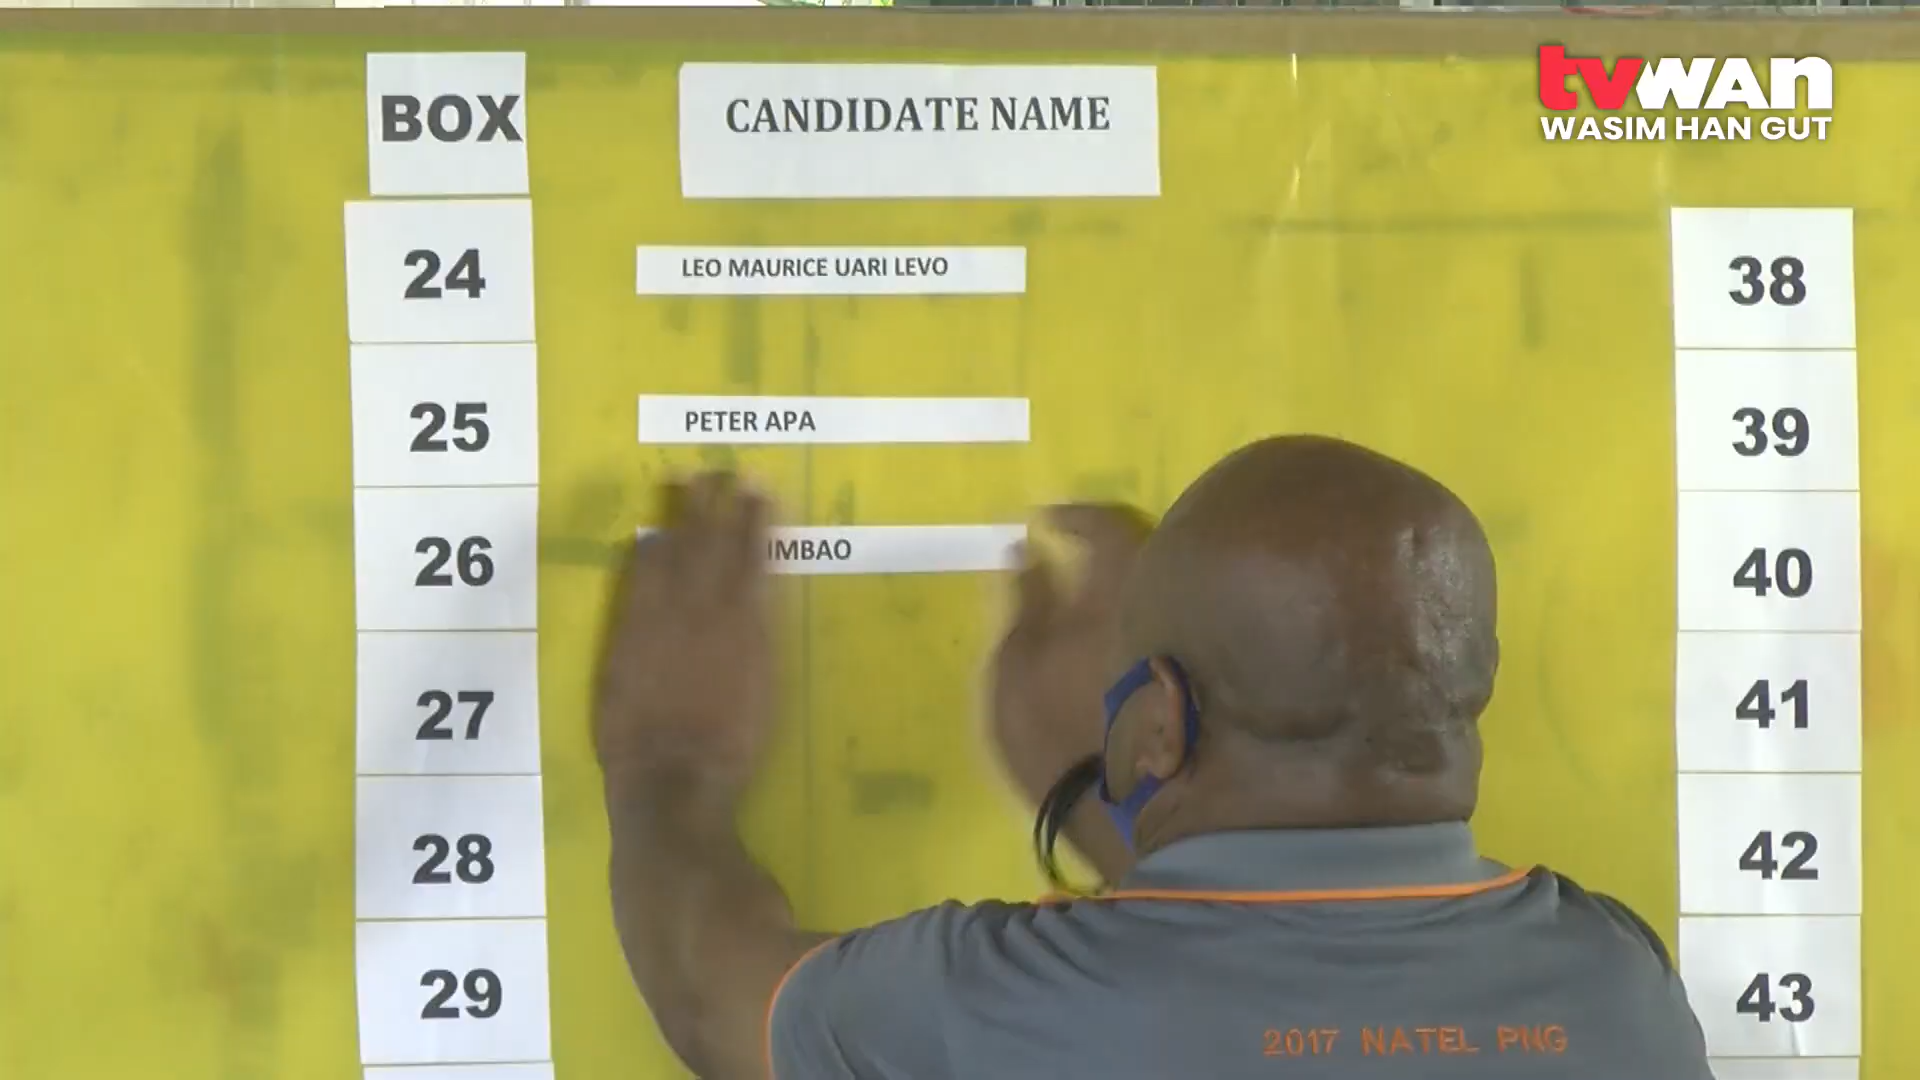 tvwan
WASIM HAN GUT
BOX
CANDIDATE NAME
24
LEO MAURICE UARI LEVO
38
25
PETER APA
39
26
IMBAO
40
27
41
28
42
29
43
2017 NATEL PNG